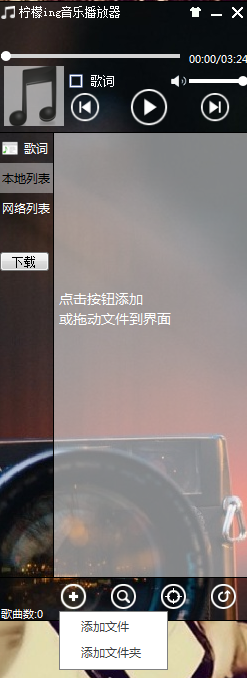 柠檬ing音乐播放器
00:00/03:24
歌词
歌词
本地列表
网络列表
下载
点击按钮添加
或拖动文件到界面
歌曲数:0
添加文件
添加文件夹